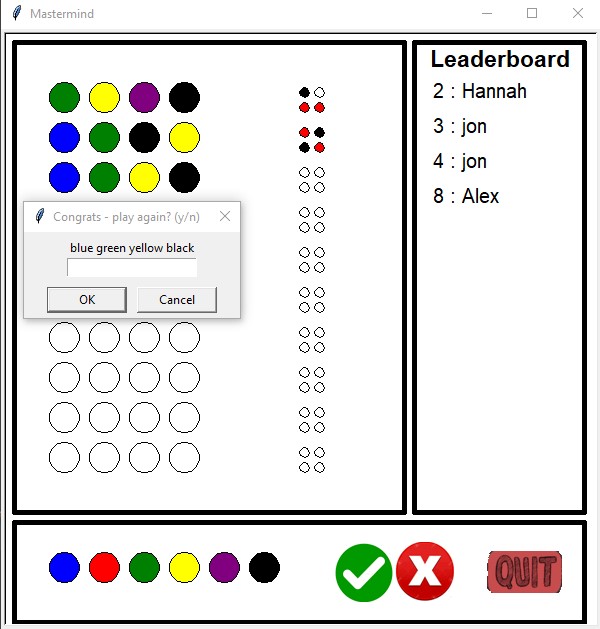 Mastermind
Leaderboard
2 : Hannah
3 : jon
4 : jon
8 : Alex
Congrats - play again? (y/n)
blue green yellow black
OK
Cancel
QUIT